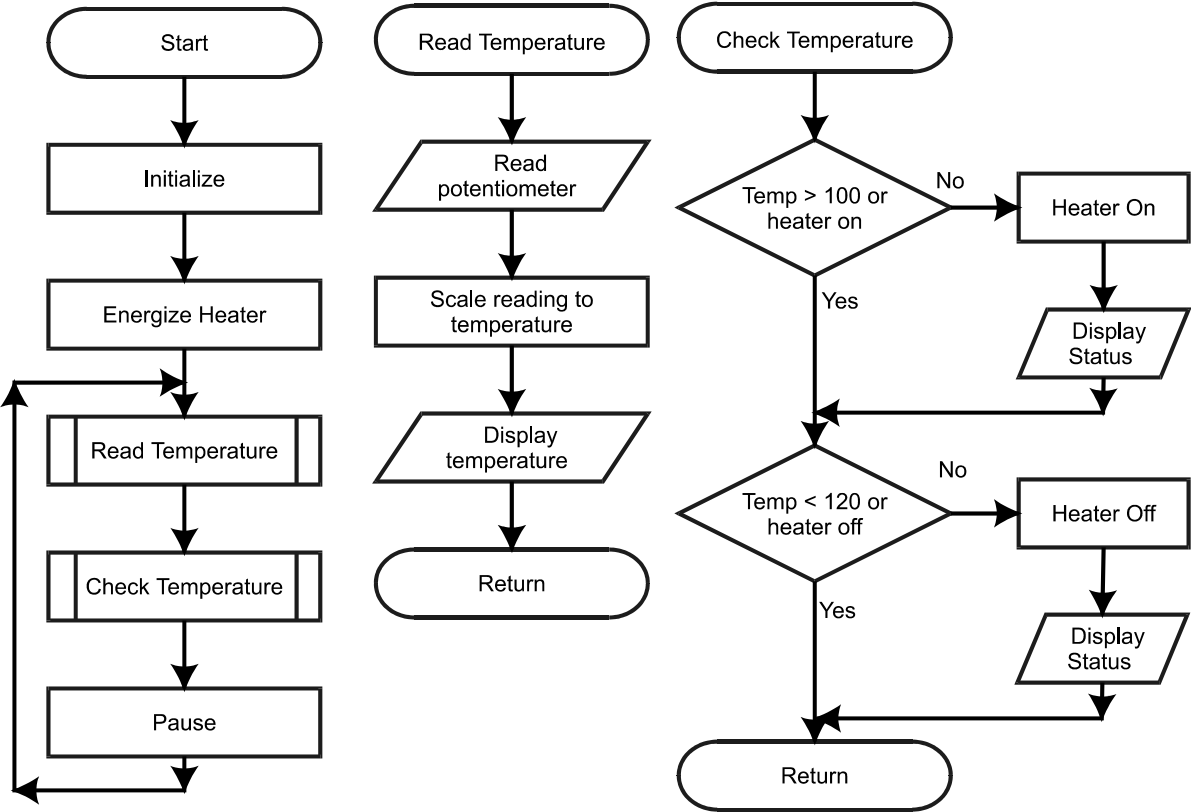 Start
Initialize
Energize Heater
Read Temperature
Check Temperature
Pause
Read Temperature
Read
potentiometer
Scale reading to
temperature
Display
temperature
Return
Check Temperature
Temp > 100 or
heater on
No
Heater On
Yes
Display
Status
Temp < 120 or
heater off
No
Heater Off
Yes
Display
Status
Return